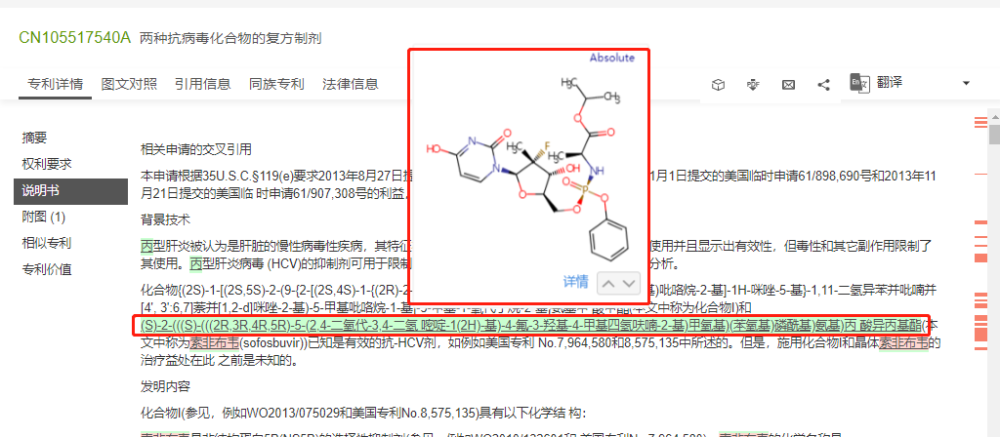 CN105517540A 两种抗病毒化合物的复方制剂
专利详情 图文对照 引用信息 同族专利 法律信息
翻译
摘要
权利要求
说明书
附图 (1)
相似专利
专利价值
Absolute
H₃C
CH₃
O
O
HO
N
O
H₃C
F
CH₃
NH
N
OH
O
P
O
O
O
详情
相关申请的交叉引用
本申请根据35U.S.C.§119(e)要求2013年8月27日提
1月1日提交的美国临时申请61/898,690号和2013年11
月21日提交的美国临 时申请61/907,308号的利益,
背景技术
丙型肝炎被认为是肝脏的慢性病毒性疾病，其特征
使用并且显示出有效性，但毒性和其它副作用限制了
其使用。丙型肝炎病毒 (HCV)的抑制剂可用于限制
分析。
化合物{(2S)-1-[(2S,5S)-2-(9-{2-[(2S,4S)-1-{(2R)-2-
基)吡咯烷-2-基]-1H-咪唑-5-基}-1,11-二氢异苯并吡喃并
[4', 3':6,7]萘并[1,2-d]咪唑-2-基)-5-甲基吡咯烷-1-
(本文中称为化合物I)和
(S)-2-(((S)-(((2R,3R,4R,5R)-5-(2,4-二氧代-3,4-二氢 嘧啶-1(2H)-基)-4-氟-3-羟基-4-甲基四氢呋喃-2-基)甲氧基)(苯氧基)磷酰基)氨基)丙 酸异丙基酯(本
文中称为索非布韦(sofosbuvir))已知是有效的抗-HCV剂，如例如美国专利 No.7,964,580和8,575,135中所述的。但是，施用化合物I和晶体索非布韦的
治疗益处在此 之前是未知的。
发明内容
化合物I(参见，例如WO2013/075029和美国专利No.8,575,135)具有以下化学结 构：